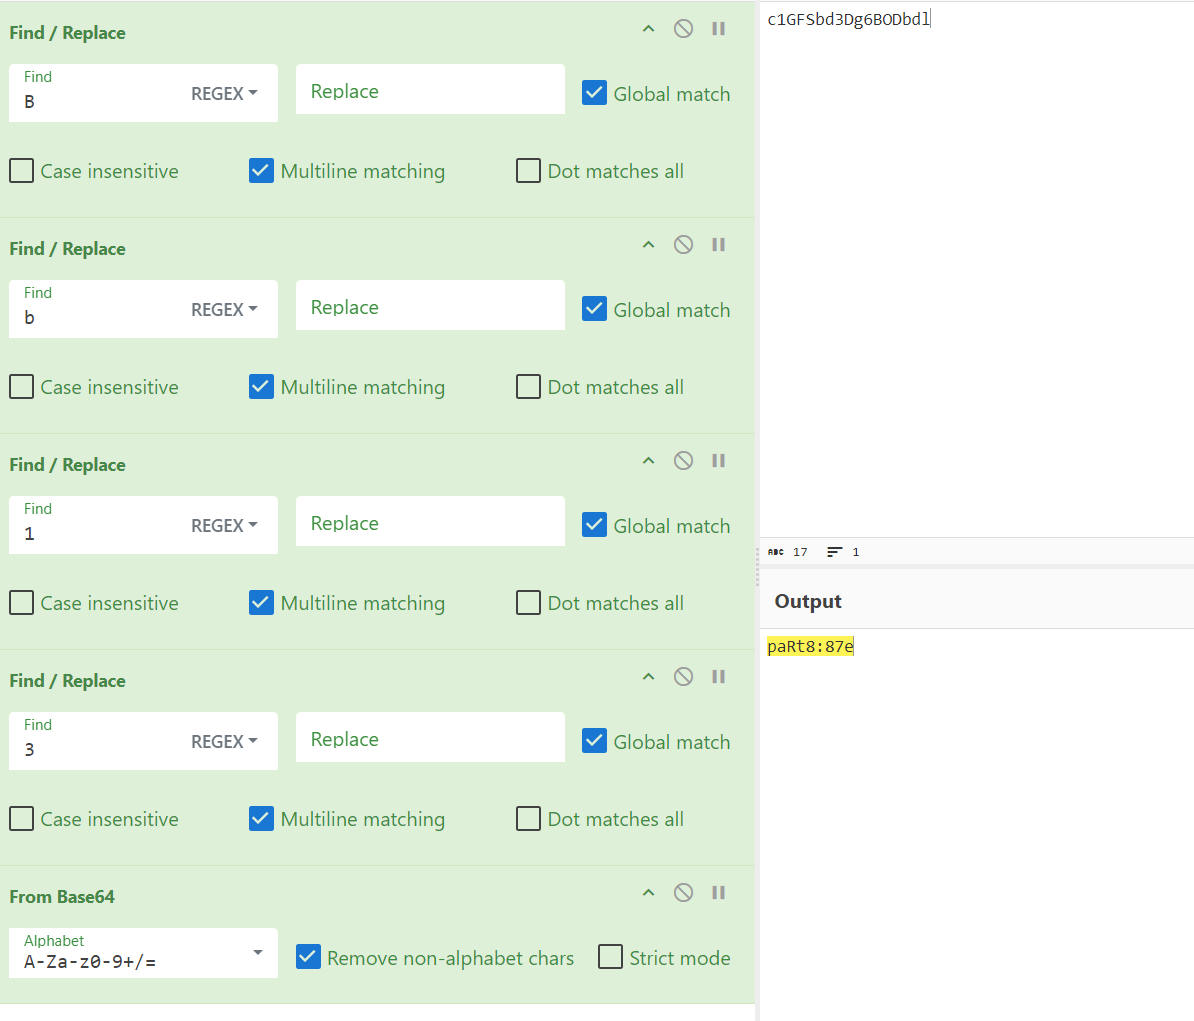 Find / Replace
Find
B
REGEX
Replace
Global match
Case insensitive
Multiline matching
Dot matches all
Find / Replace
Find
b
REGEX
Replace
Global match
Case insensitive
Multiline matching
Dot matches all
Find / Replace
Find
1
REGEX
Replace
Global match
Case insensitive
Multiline matching
Dot matches all
Find / Replace
Find
3
REGEX
Replace
Global match
Case insensitive
Multiline matching
Dot matches all
From Base64
Alphabet
A-Za-z0-9+/=
Remove non-alphabet chars
Strict mode
c1GFSbd3Dg6BODbdl
ABC 17 1
Output
paRt8:87e